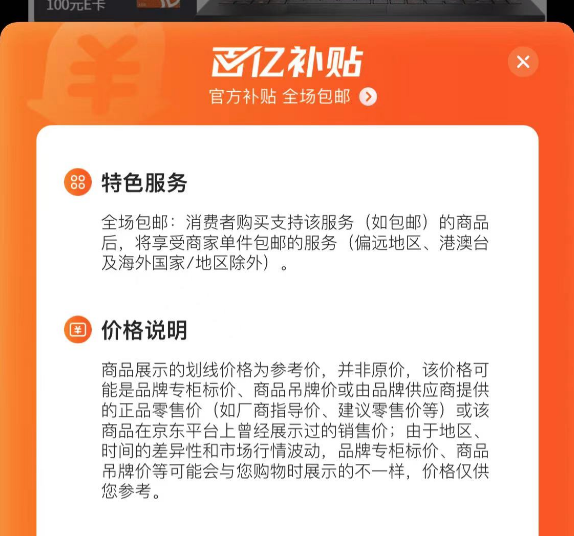 100元E卡
百亿补贴
官方补贴 全场包邮
特色服务
全场包邮：消费者购买支持该服务（如包邮）的商品
后，将享受商家单件包邮的服务（偏远地区、港澳台
及海外国家/地区除外）。
价格说明
商品展示的划线价格为参考价，并非原价，该价格可
能是品牌专柜标价、商品吊牌价或由品牌供应商提供
的正品零售价（如厂商指导价、建议零售价等）或该
商品在京东平台上曾经展示过的销售价；由于地区、
时间的差异性和市场行情波动，品牌专柜标价、商品
吊牌价等可能会与您购物时展示的不一样，价格仅供
您参考。